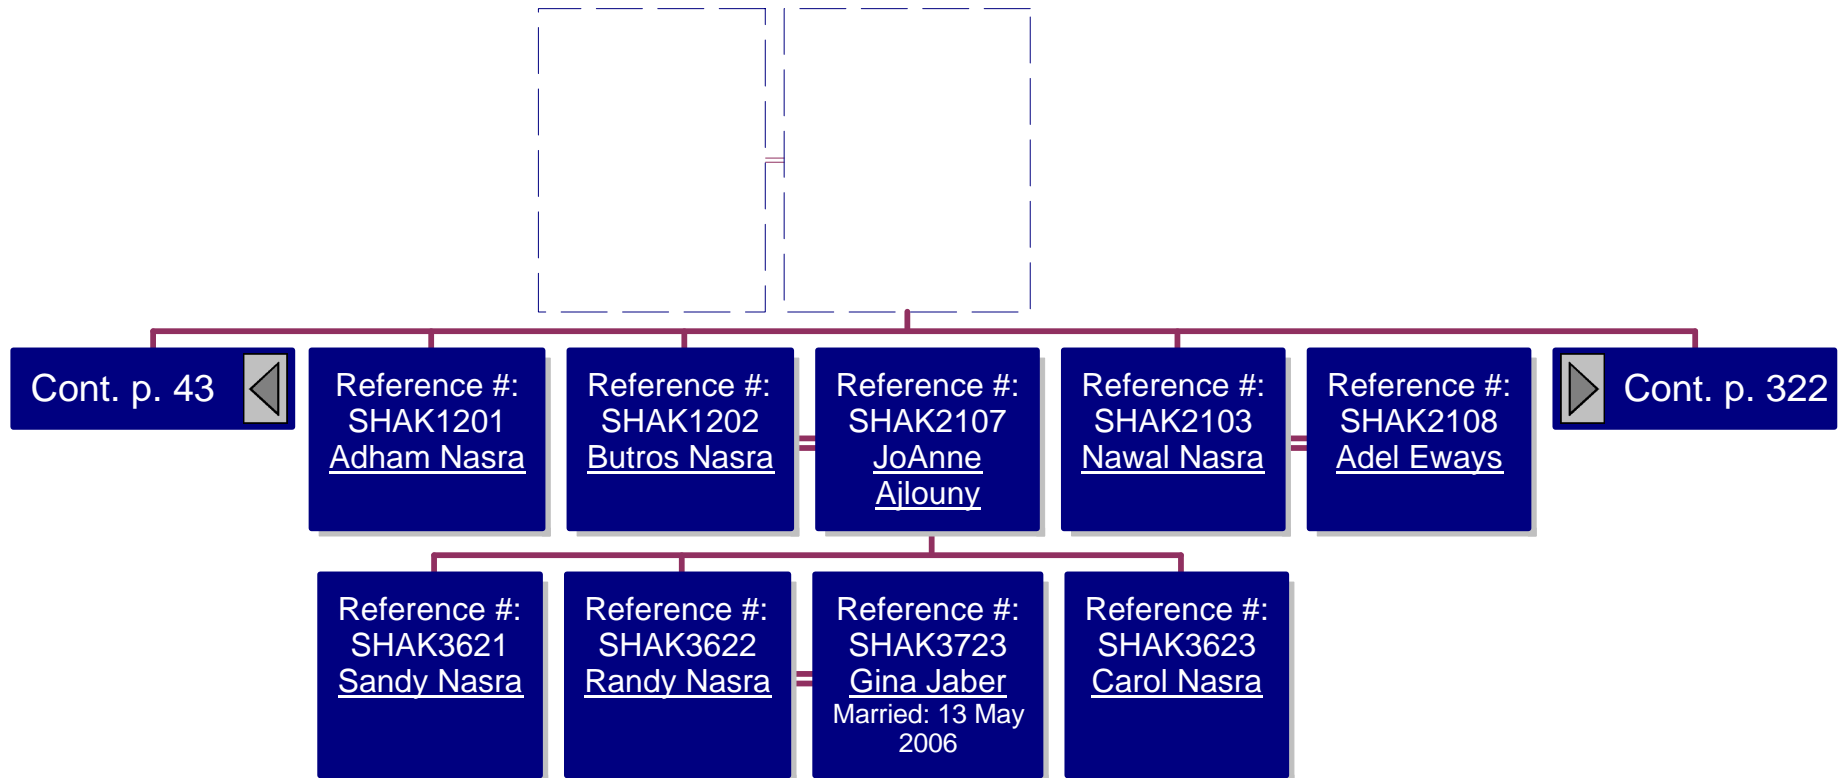 Cont. p. 43
Reference #:
SHAK1201
Adham Nasra
Reference #:
SHAK1202
Butros Nasra
Reference #:
SHAK2107
JoAnne
Ajlouny
Reference #:
SHAK2103
Nawal Nasra
Reference #:
SHAK2108
Adel Eways
Cont. p. 322
Reference #:
SHAK3621
Sandy Nasra
Reference #:
SHAK3622
Randy Nasra
Reference #:
SHAK3723
Gina Jaber
Married: 13 May
2006
Reference #:
SHAK3623
Carol Nasra